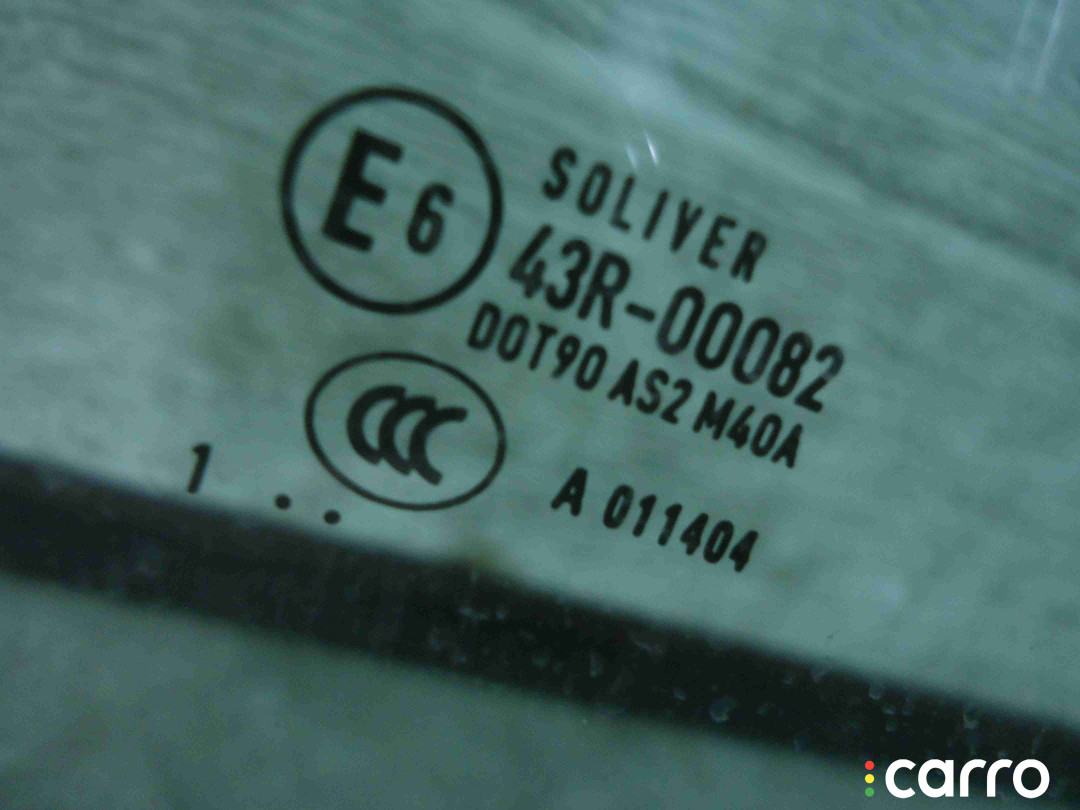 E6
SOLIVER
43R-00082
DOT90 AS2 M40A
CCC
A 011404
1 ..
carro